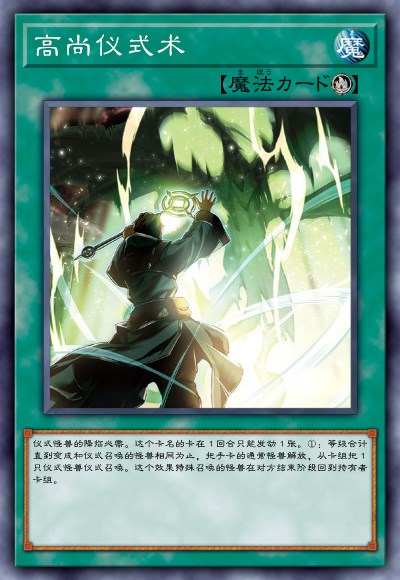 高尚仪式术
魔
【魔法カード】
まほう
仪式怪兽的降临必需。这个卡名的卡在1回合只能发动1张。①：等级合计
直到变成和仪式召唤的怪兽相同为止，把手卡的通常怪兽解放，从卡组把1
只仪式怪兽仪式召唤。这个效果特殊召唤的怪兽在对方结束阶段回到持有者
卡组。